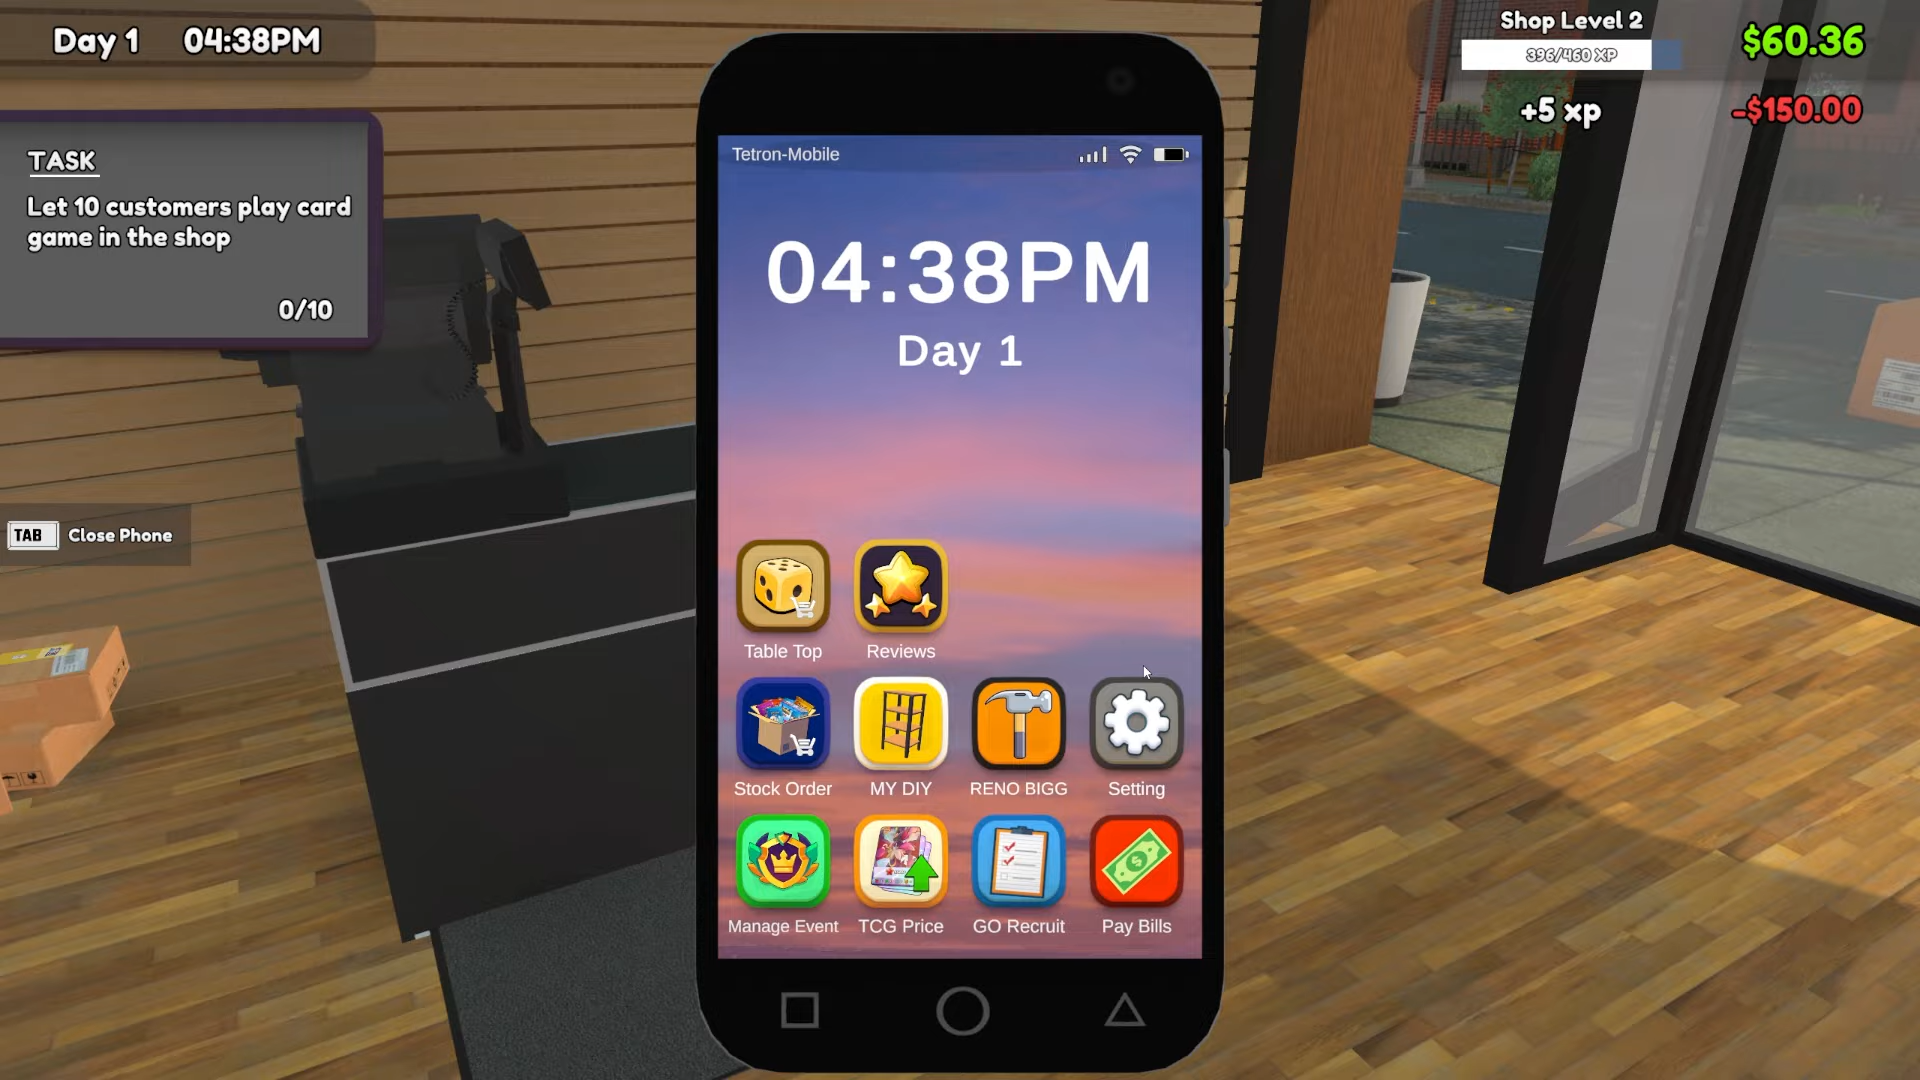 Day 1 04:38PM
Shop Level 2
396/460 XP
$60.36
+5 xp
-$150.00
TASK
Let 10 customers play card
game in the shop
0/10
TAB Close Phone
Tetron-Mobile
04:38PM
Day 1
Table Top Reviews
Stock Order MY DIY RENO BIGG Setting
Manage Event TCG Price GO Recruit Pay Bills